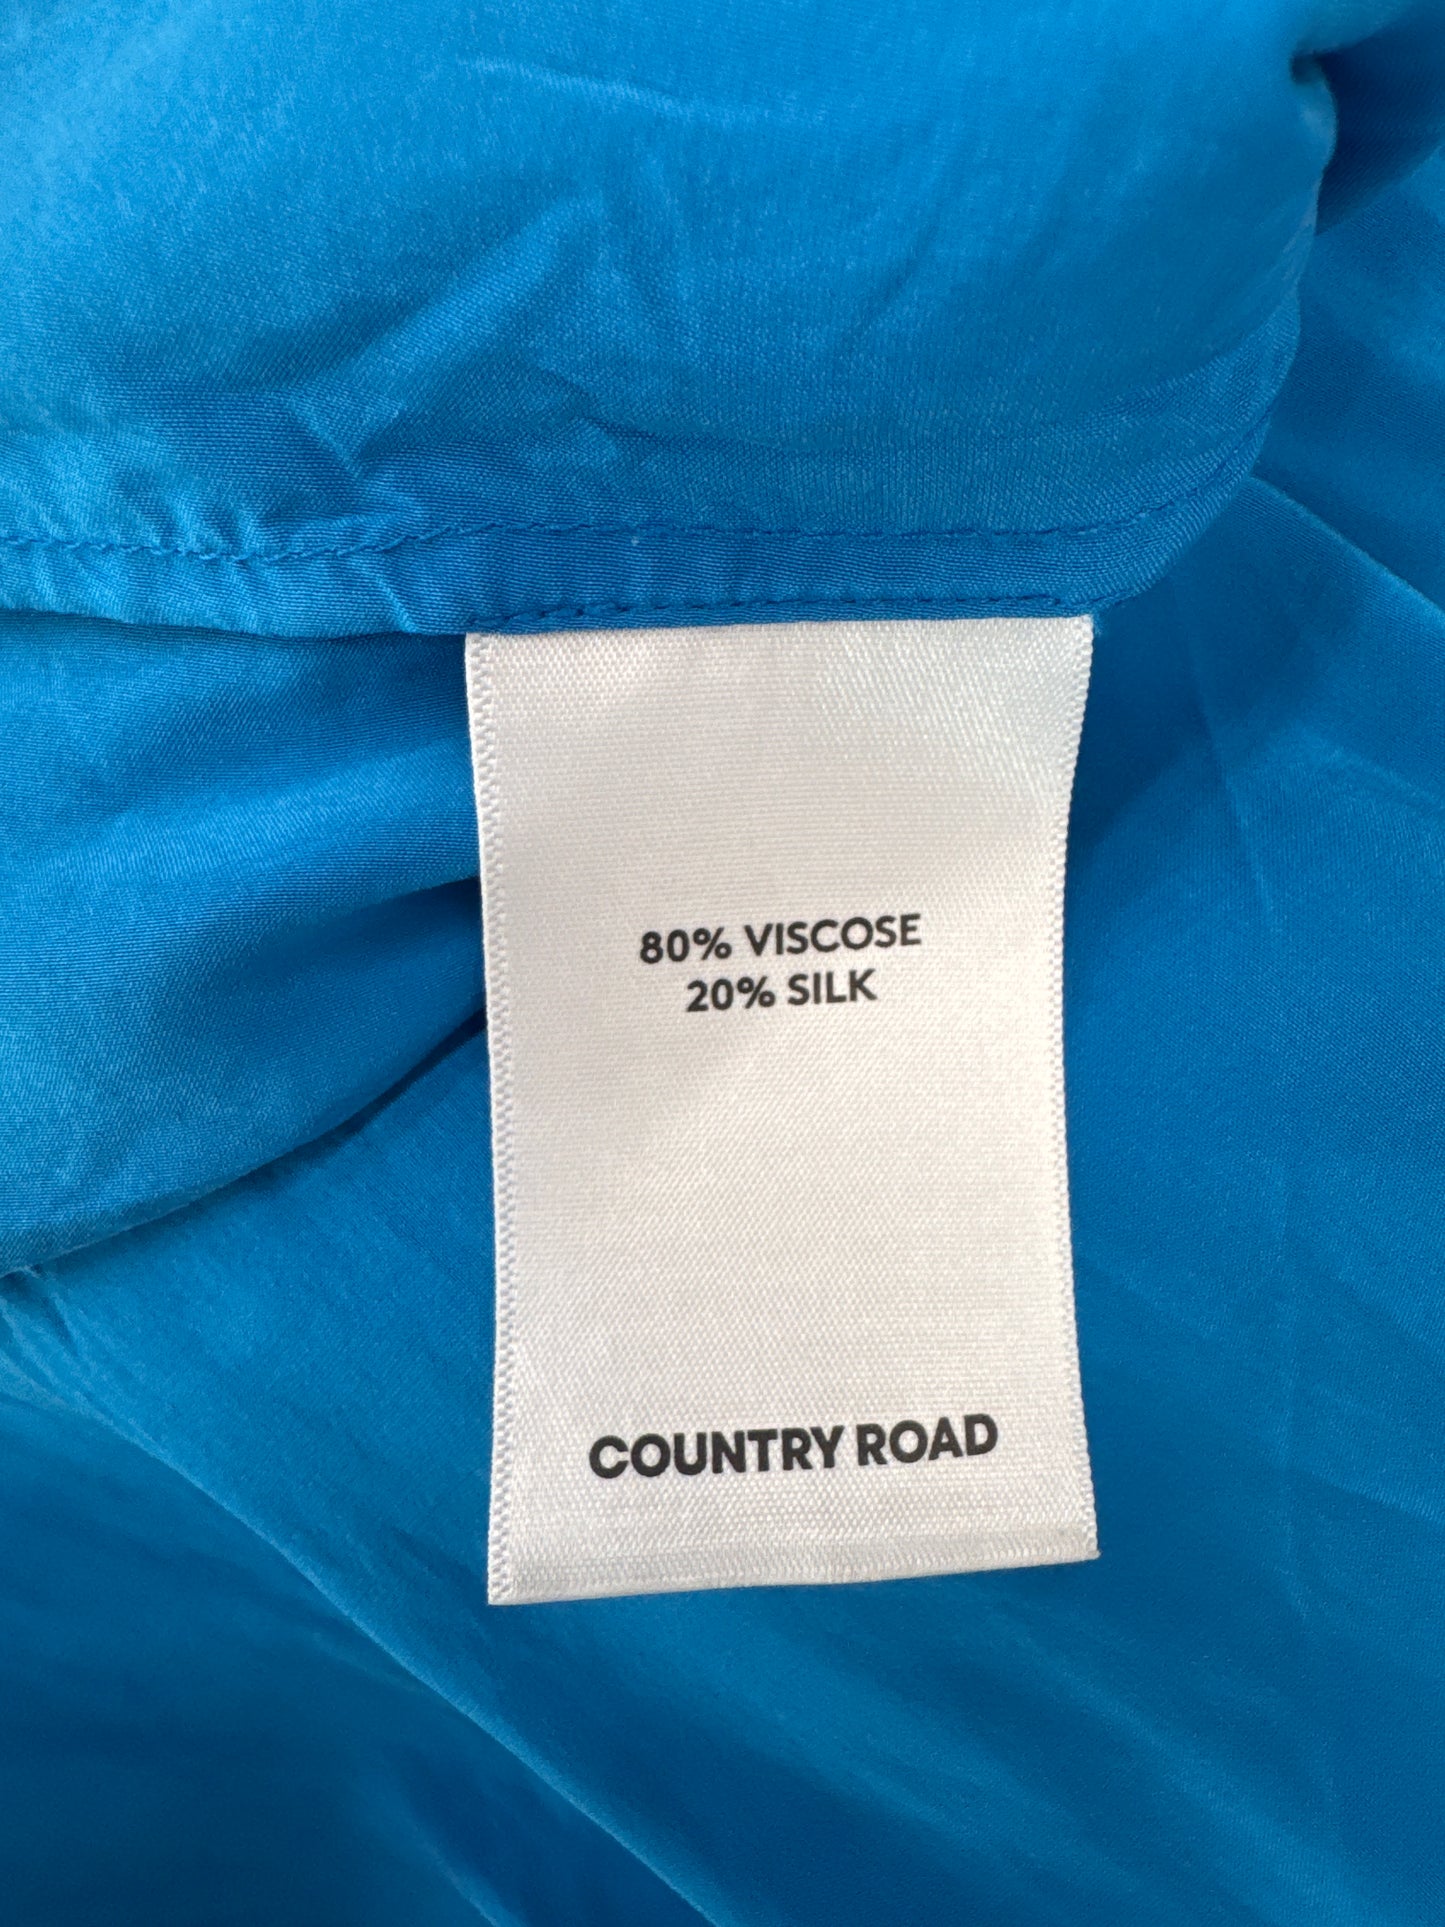 80% VISCOSE
20% SILK
COUNTRY ROAD